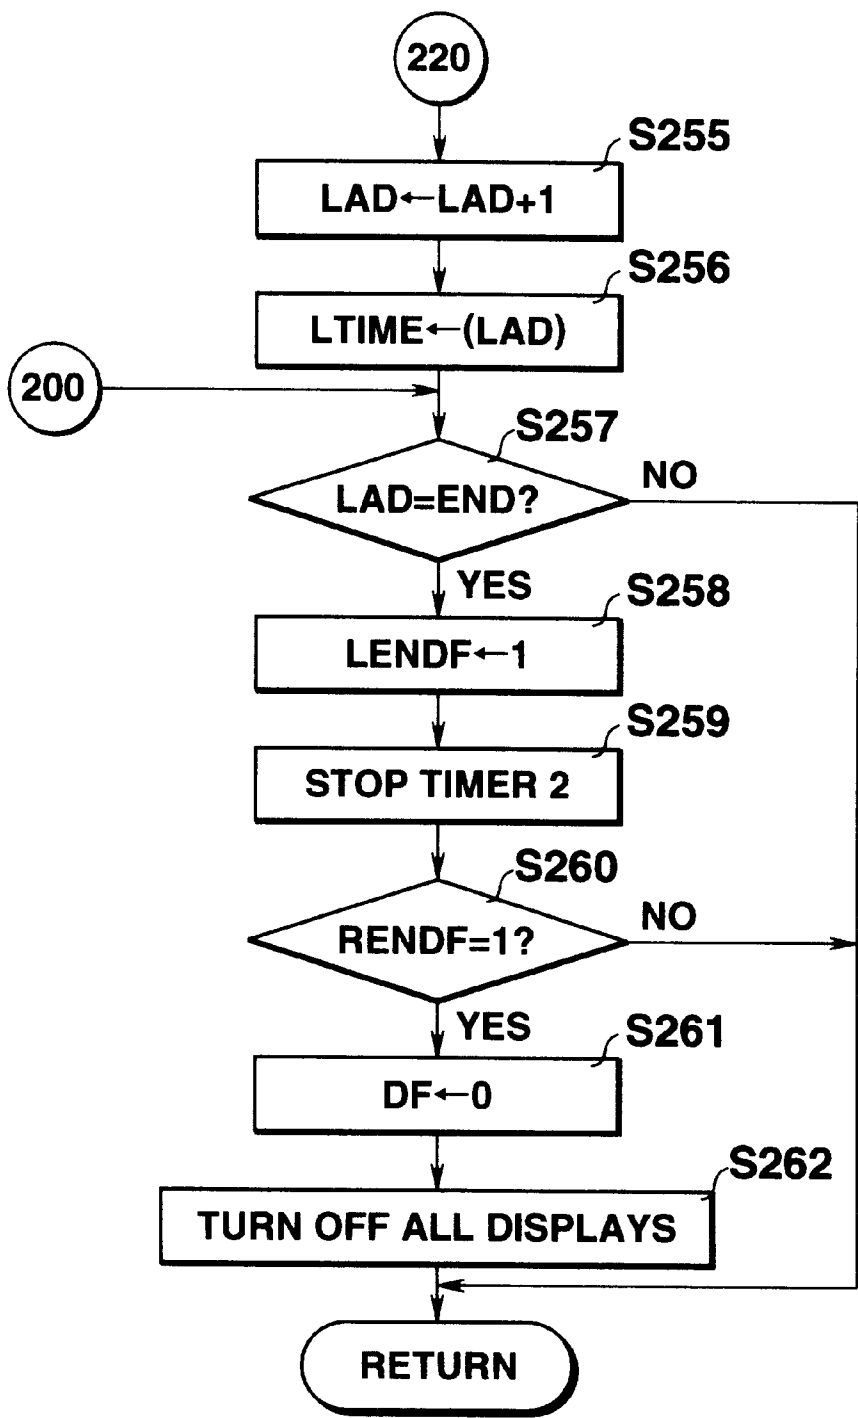 220
S255
LAD←LAD+1
S256
LTIME←(LAD)
200
S257
LAD=END?
NO
YES
S258
LENDF←1
S259
STOP TIMER 2
S260
RENDF=1?
NO
YES
S261
DF←0
S262
TURN OFF ALL DISPLAYS
RETURN